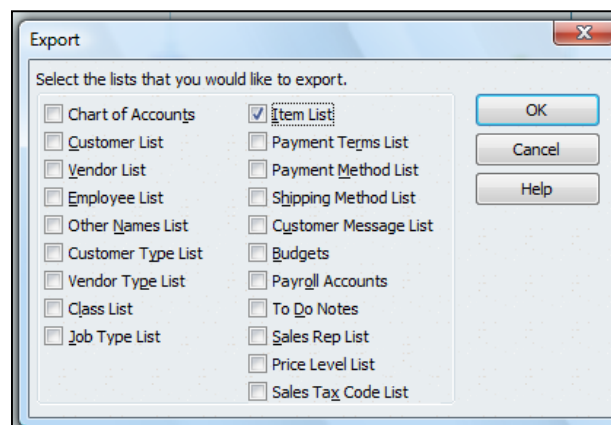 Export
Select the lists that you would like to export.
Chart of Accounts
Customer List
Vendor List
Employee List
Other Names List
Customer Type List
Vendor Type List
Class List
Job Type List
Item List
Payment Terms List
Payment Method List
Shipping Method List
Customer Message List
Budgets
Payroll Accounts
To Do Notes
Sales Rep List
Price Level List
Sales Tax Code List
OK
Cancel
Help